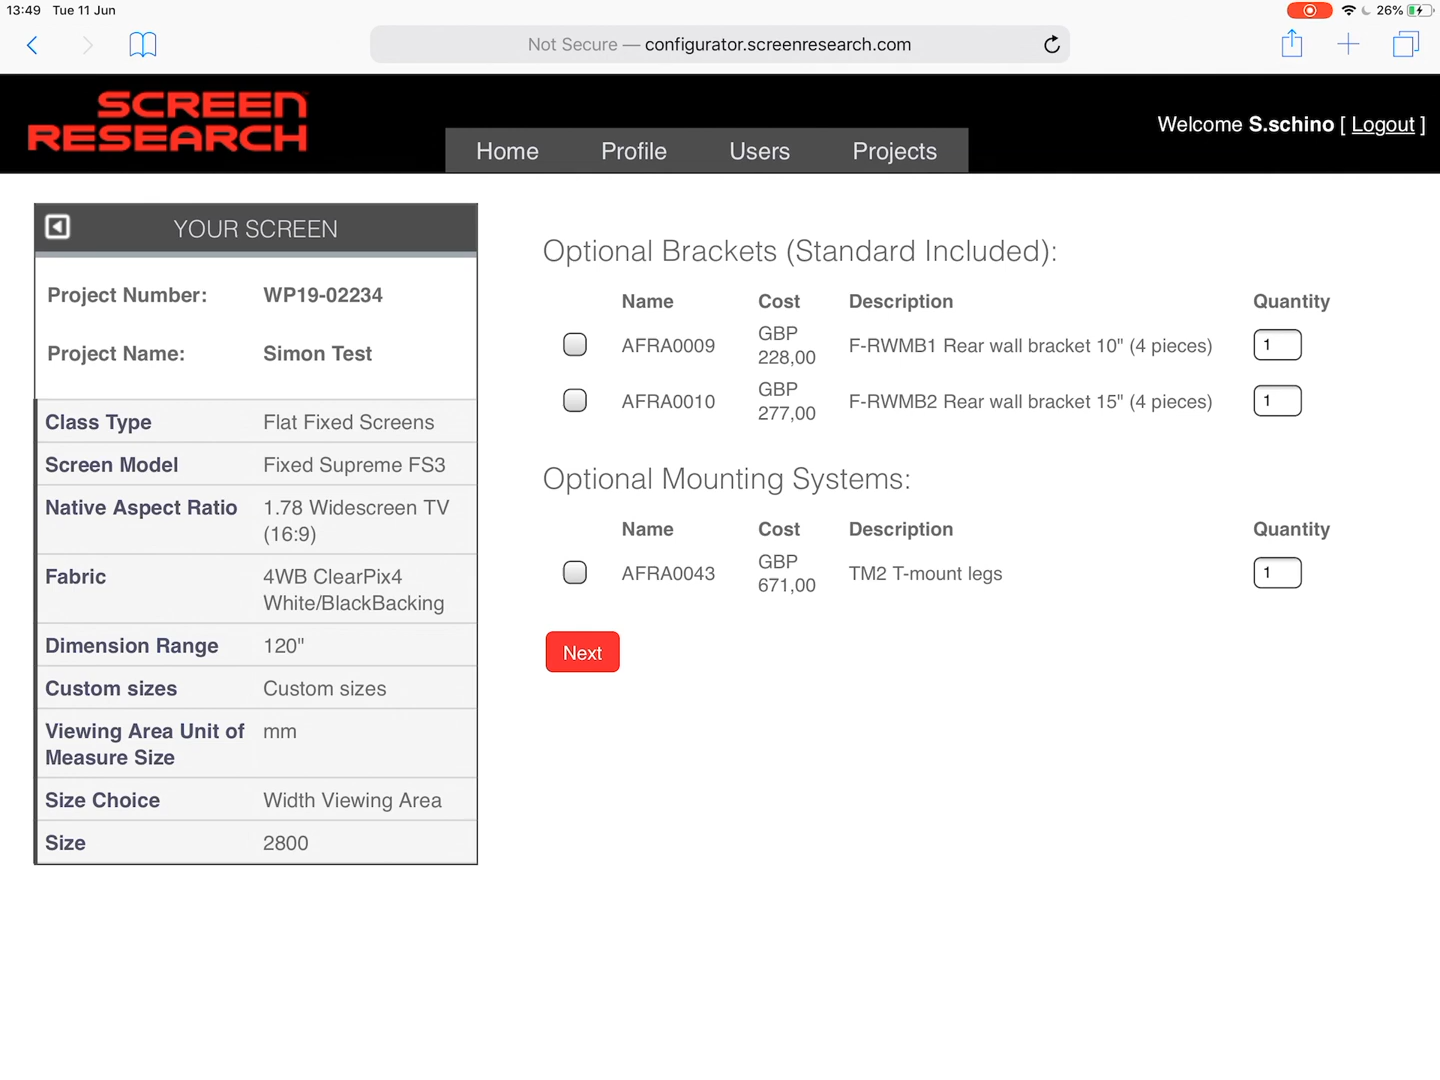 13:49 Tue 11 Jun
26%
Not Secure — configurator.screenresearch.com
SCREEN
RESEARCH
Home Profile Users Projects
Welcome S.schino [ Logout ]
YOUR SCREEN
Project Number: WP19-02234
Project Name: Simon Test
Class Type Flat Fixed Screens
Screen Model Fixed Supreme FS3
Native Aspect Ratio 1.78 Widescreen TV
(16:9)
Fabric 4WB ClearPix4
White/BlackBacking
Dimension Range 120"
Custom sizes Custom sizes
Viewing Area Unit of mm
Measure Size
Size Choice Width Viewing Area
Size 2800
Optional Brackets (Standard Included):
Name Cost Description Quantity
AFRA0009 GBP F-RWMB1 Rear wall bracket 10" (4 pieces) 1
228,00
AFRA0010 GBP F-RWMB2 Rear wall bracket 15" (4 pieces) 1
277,00
Optional Mounting Systems:
Name Cost Description Quantity
AFRA0043 GBP TM2 T-mount legs 1
671,00
Next